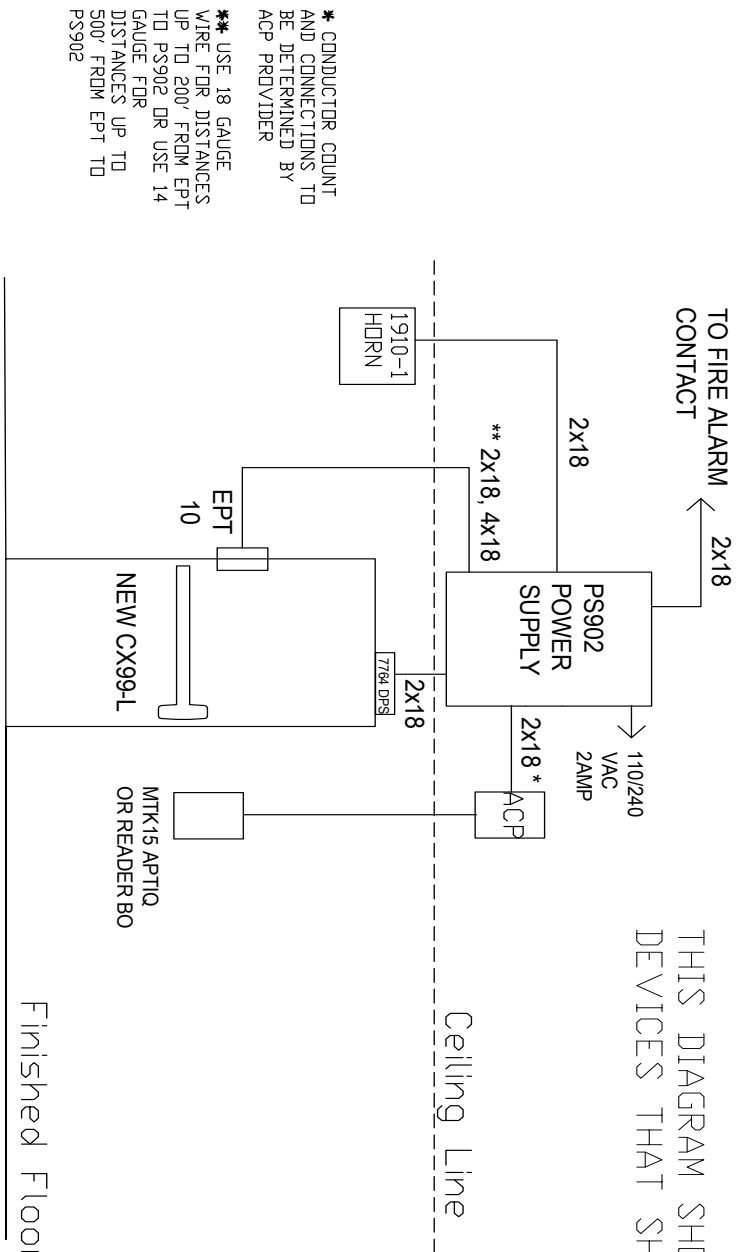 TO FIRE ALARM
CONTACT
2x18
THIS DIAGRAM
DEVICES THAT
110/240
VAC
2AMP
PS902
POWER
SUPPLY
2x18
** 2x18, 4x18
2x18 *
ACP
Ceiling Line
2x18
1910-1
HORN
7764 DPS
EPT
10
NEW CX99-L
MTK15 APTIQ
OR READER BO
Finished Floor
* CONDUCTOR COUNT
AND CONNECTIONS TO
BE DETERMINED BY
ACP PROVIDER
** USE 18 GAUGE
WIRE FOR DISTANCES
UP TO 200' FROM EPT
TO PS902 OR USE 14
GAUGE FOR
DISTANCES UP TO
500' FROM EPT TO
PS902